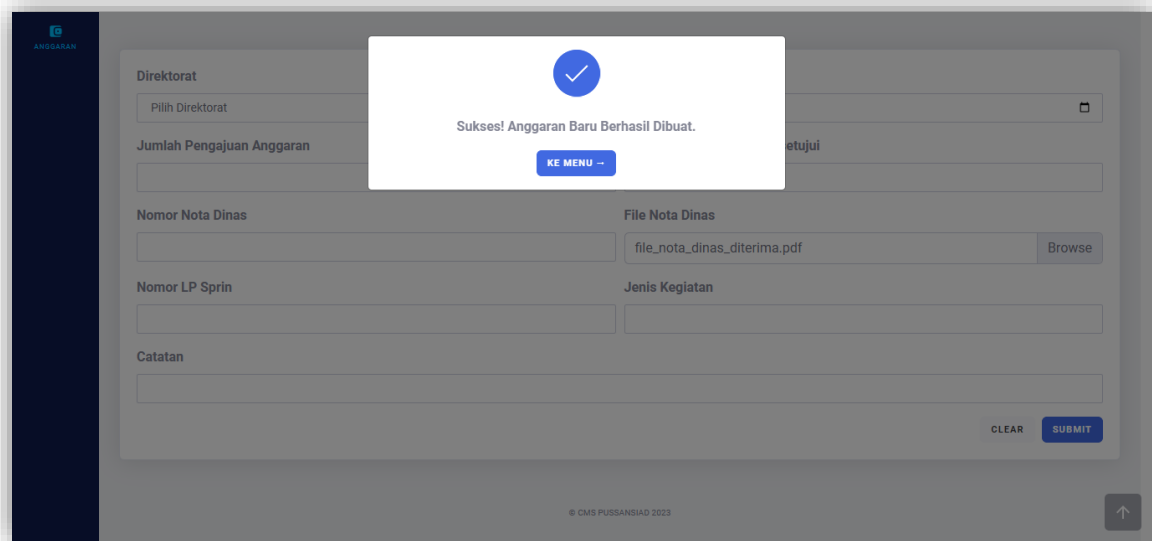 ANGGARAN
Sukses! Anggaran Baru Berhasil Dibuat.
KE MENU →
Direktorat
Pilih Direktorat
Jumlah Pengajuan Anggaran
etujui
Nomor Nota Dinas
File Nota Dinas
file_nota_dinas_diterima.pdf
Browse
Nomor LP Sprin
Jenis Kegiatan
Catatan
CLEAR
SUBMIT
© CMS PUSSANSIAD 2023